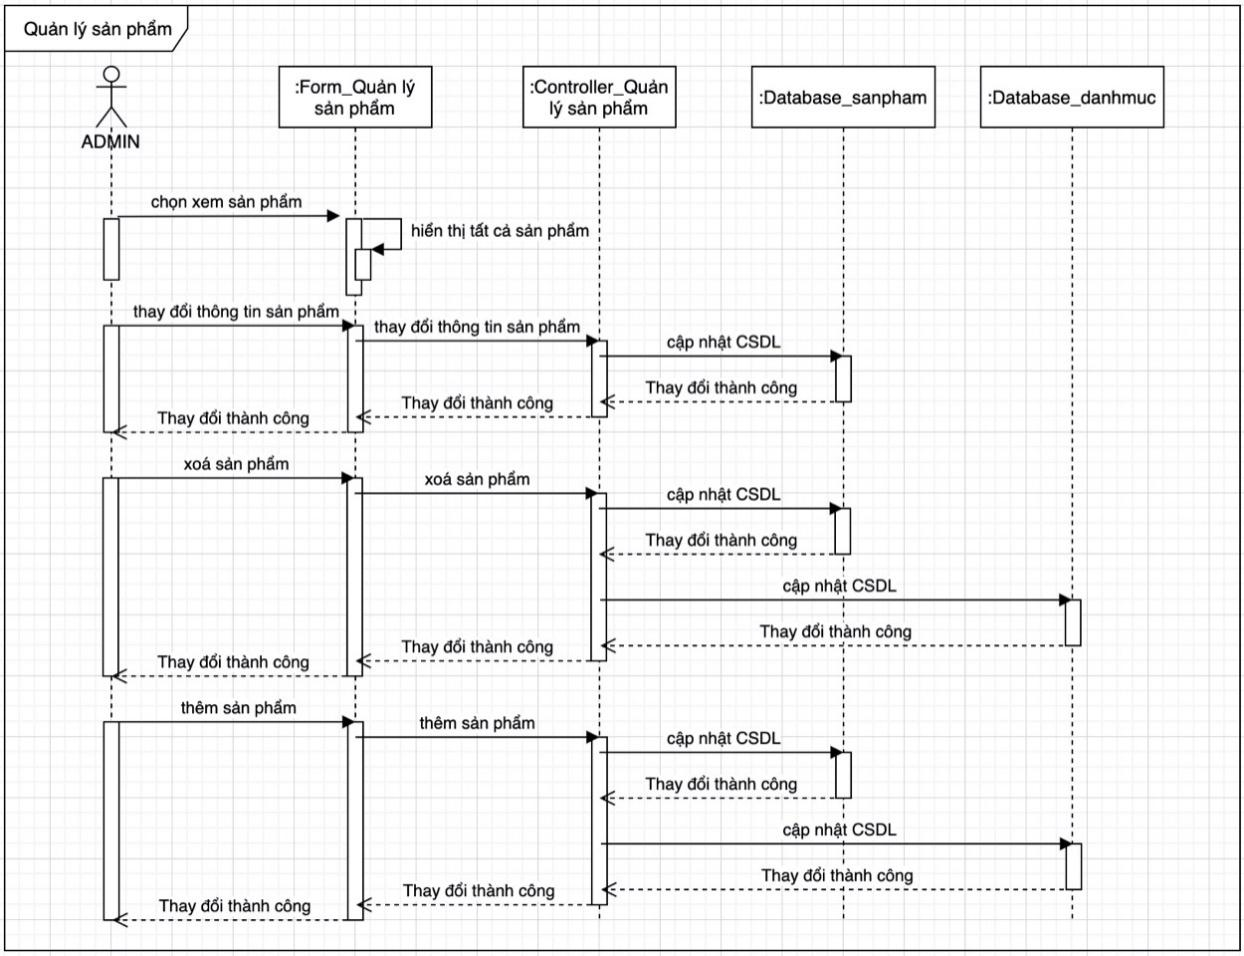 Quản lý sản phẩm
:Form_Quản lý
sản phẩm
:Controller_Quản
lý sản phẩm
:Database_sanpham
:Database_danhmuc
ADMIN
chọn xem sản phẩm
hiển thị tất cả sản phẩm
thay đổi thông tin sản phẩm
thay đổi thông tin sản phẩm
cập nhật CSDL
Thay đổi thành công
Thay đổi thành công
Thay đổi thành công
xoá sản phẩm
xoá sản phẩm
cập nhật CSDL
Thay đổi thành công
cập nhật CSDL
Thay đổi thành công
Thay đổi thành công
Thay đổi thành công
thêm sản phẩm
thêm sản phẩm
cập nhật CSDL
Thay đổi thành công
cập nhật CSDL
Thay đổi thành công
Thay đổi thành công
Thay đổi thành công